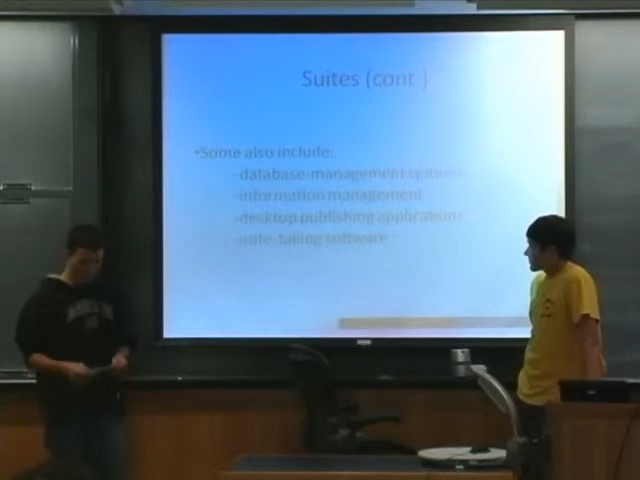 Suites (cont.)
•Some also include:
-database-management systems
-information management
-desktop publishing applications
-note-taking software